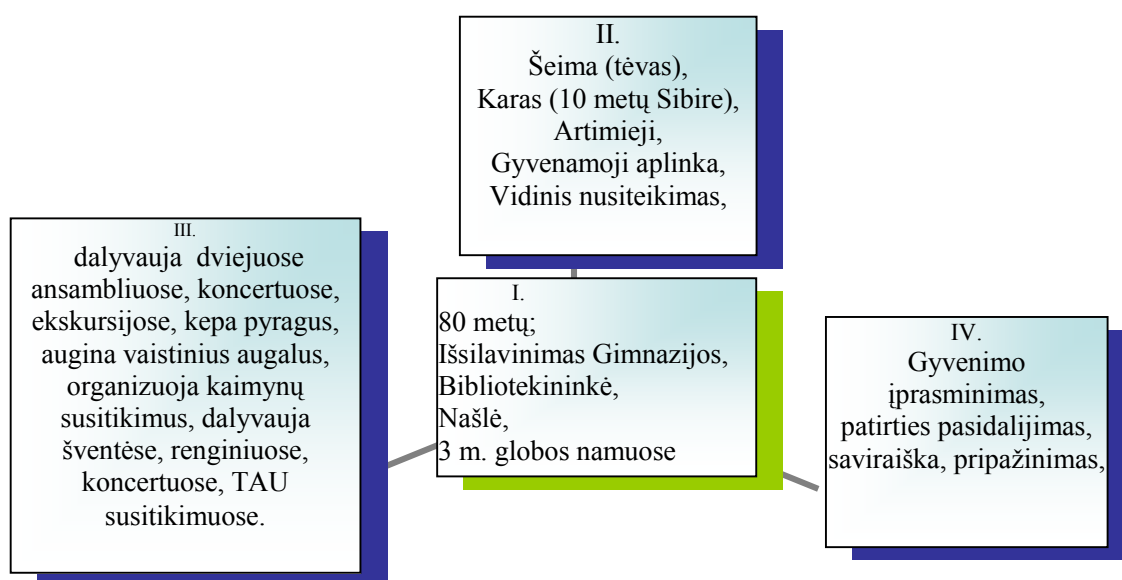 II.
Šeima (tėvas),
Karas (10 metų Sibire),
Artimieji,
Gyvenamoji aplinka,
Vidinis nusiteikimas,
III.
dalyvauja dviejuose
ansambliuose, koncertuose,
ekskursijose, kepa pyragus,
augina vaistinius augalus,
organizuoja kaimynų
susitikimus, dalyvauja
šventėse, renginiuose,
koncertuose, TAU
susitikimuose.
I.
80 metų;
Išsilavinimas Gimnazijos,
Bibliotekininkė,
Našlė,
3 m. globos namuose
IV.
Gyvenimo
įprasminimas,
patirties pasidalijimas,
saviraiška, pripažinimas,